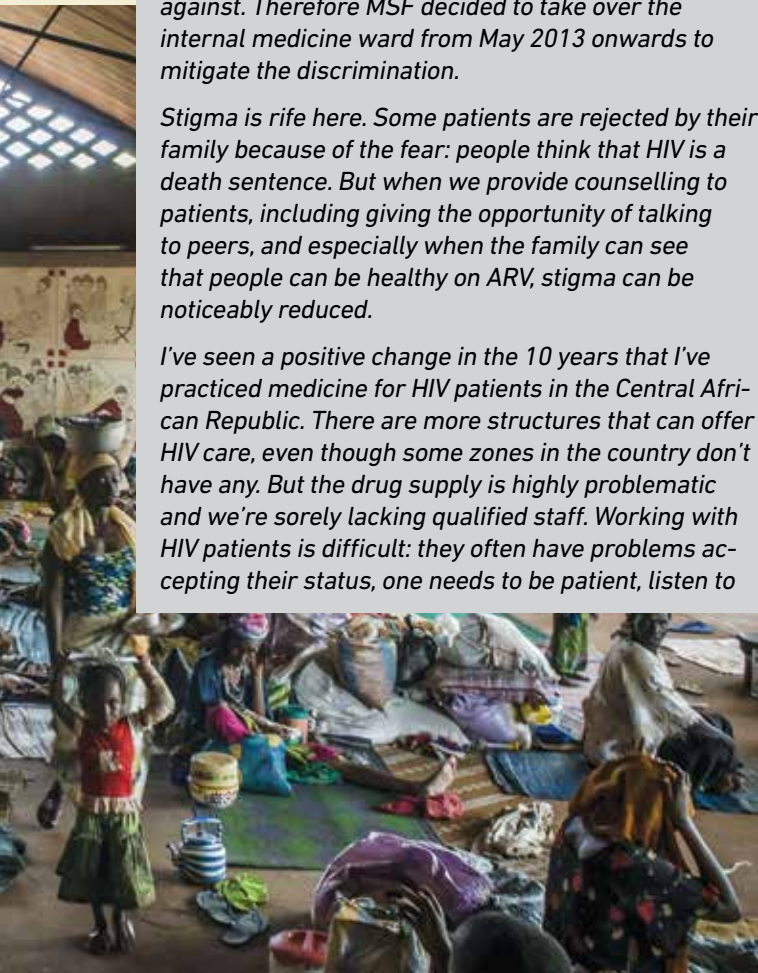 against. Therefore MSF decided to take over the
internal medicine ward from May 2013 onwards to
mitigate the discrimination.
Stigma is rife here. Some patients are rejected by their
family because of the fear: people think that HIV is a
death sentence. But when we provide counselling to
patients, including giving the opportunity of talking
to peers, and especially when the family can see
that people can be healthy on ARV, stigma can be
noticeably reduced.
I've seen a positive change in the 10 years that I've
practiced medicine for HIV patients in the Central Afri-
can Republic. There are more structures that can offer
HIV care, even though some zones in the country don't
have any. But the drug supply is highly problematic
and we're sorely lacking qualified staff. Working with
HIV patients is difficult: they often have problems ac-
cepting their status, one needs to be patient, listen to